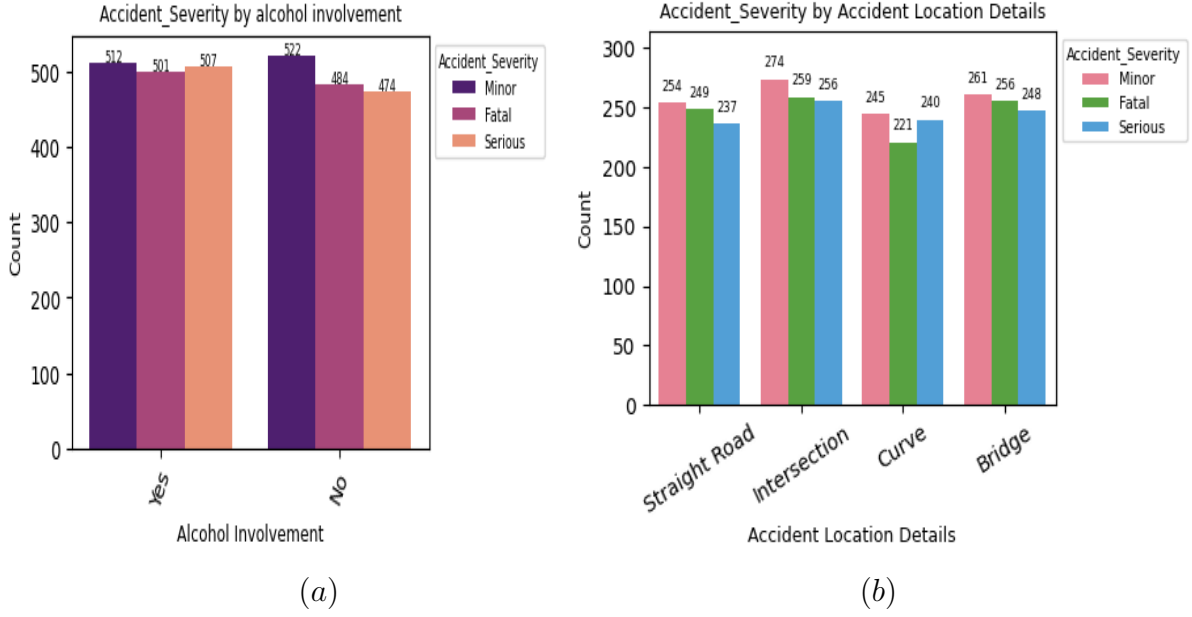 Accident_Severity by alcohol involvement
500
400
300
200
100
0
Count
512
501
507
522
484
474
Accident_Severity
Minor
Fatal
Serious
Yes
No
Alcohol Involvement
(a)
Accident_Severity by Accident Location Details
300
250
200
150
100
50
0
Count
254
249
237
274
259
256
245
221
240
261
256
248
Accident_Severity
Minor
Fatal
Serious
Straight Road
Intersection
Curve
Bridge
Accident Location Details
(b)